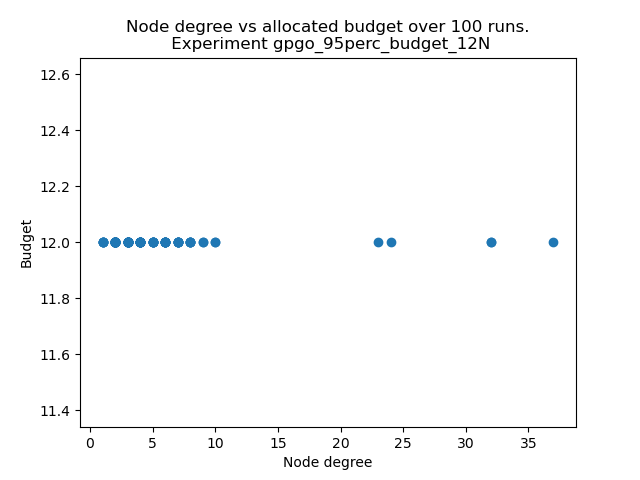 Node degree vs allocated budget over 100 runs.
Experiment gpgo_95perc_budget_12N
12.6
12.4
12.2
12.0
11.8
11.6
11.4
Budget
0 5 10 15 20 25 30 35
Node degree